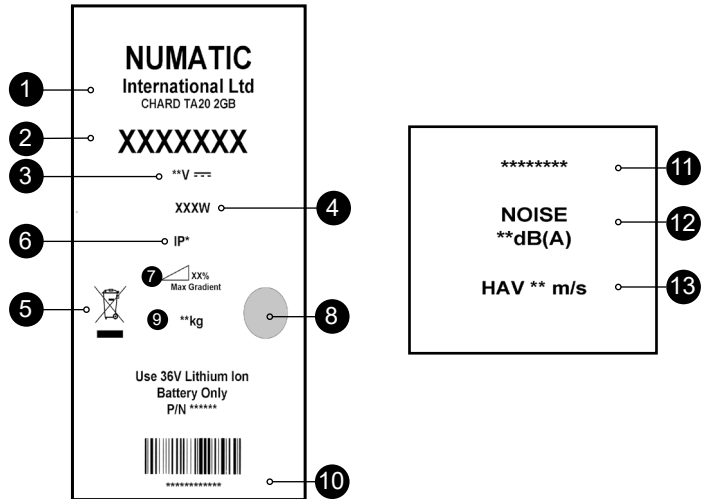 NUMATIC
International Ltd
CHARD TA20 2GB
1
2
XXXXXXX
3
**V
XXXW
4
6
IP*
7
XX%
Max Gradient
5
9
**kg
8
Use 36V Lithium Ion
Battery Only
P/N ******
************
10
********
11
NOISE
**dB(A)
12
HAV ** m/s
13